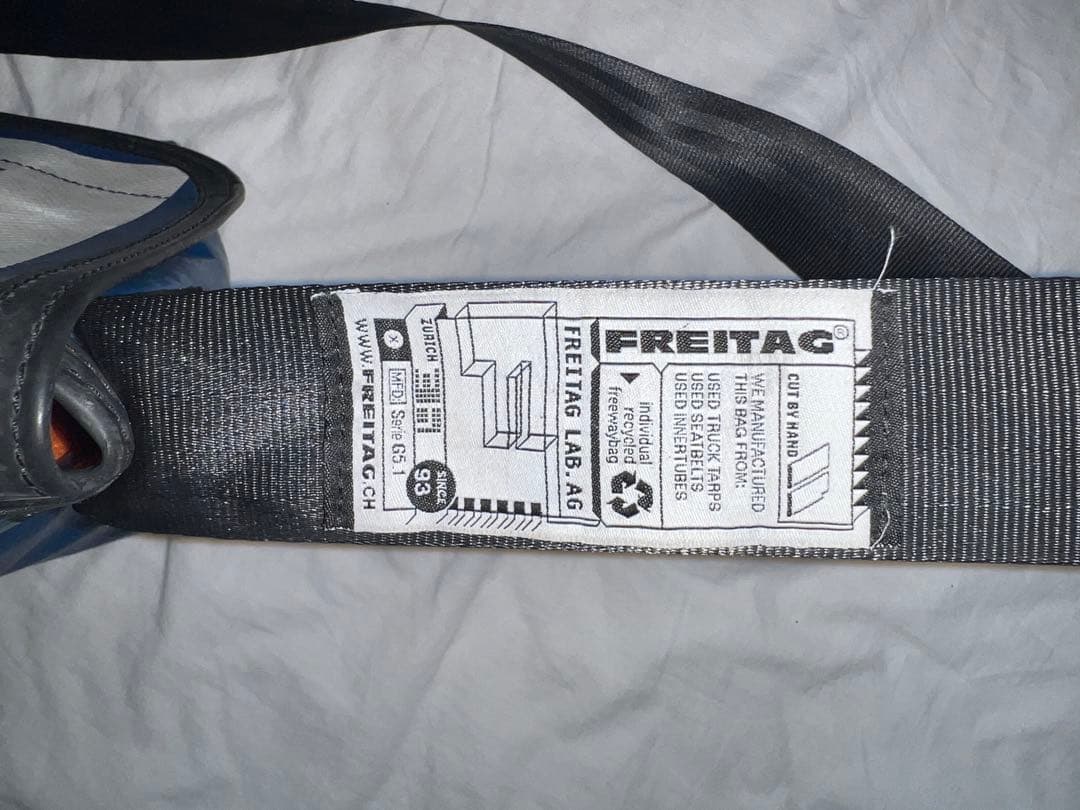 FREITAG®
CUT BY HAND
WE MANUFACTURED
THIS BAG FROM:
USED TRUCK TARPS
USED SEATBELTS
USED INNERTUBES
individual
recycled
freewaybag
FREITAG LAB. AG
SINCE
93
ZURICH
X
MFD: Serie G5.1
WWW.FREITAG.CH